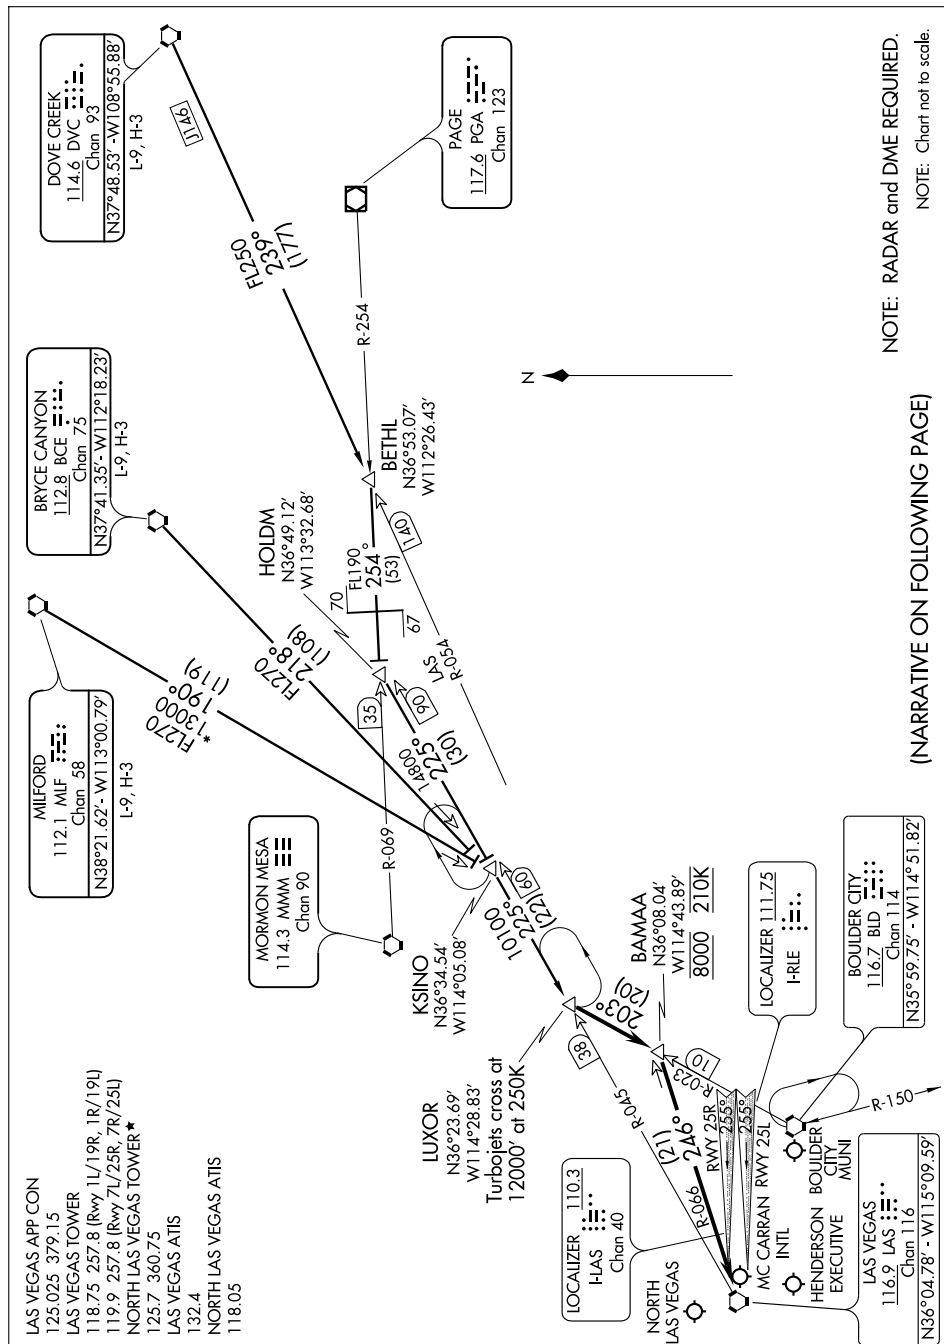 LAS VEGAS APP CON
125.025 379.15
LAS VEGAS TOWER
118.75 257.8 (Rwy 1L/19R, 1R/19L)
119.9 257.8 (Rwy 7L/25R, 7R/25L)
NORTH LAS VEGAS TOWER★
125.7 360.75
LAS VEGAS ATIS
132.4
NORTH LAS VEGAS ATIS
118.05
MILFORD
112.1 MLF
Chan 58
N38°21.62' - W113°00.79'
L-9, H-3
BRYCE CANYON
112.8 BCE
Chan 75
N37°41.35' - W112°18.23'
L-9, H-3
DOVE CREEK
114.6 DVC
Chan 93
N37°48.53' - W108°55.88'
L-9, H-3
J146
FL250
239°
(177)
PAGE
117.6 PGA
Chan 123
R-254
FL270
*13000
190°
(119)
FL270
218°
(108)
HOLDM
N36°49.12'
W113°32.68'
BETHL
N36°53.07'
W112°26.43'
FL190
254°
(53)
70
67
140
LAS
R-054
MORMON MESA
114.3 MMM
Chan 90
R-069
35
90
14800
225°
(30)
N
KSINO
N36°34.54'
W114°05.08'
60
10100
225°
(22)
LUXOR
N36°23.69'
W114°28.83'
Turbojets cross at
12000' at 250K
38
R-045
203°
(20)
BAMAA
N36°08.04'
W114°43.89'
8000 210K
10
R-023
(21)
246°
R-066
LOCALIZER 110.3
I-LAS
Chan 40
RWY 25R
255°
255°
RWY 25L
LOCALIZER 111.75
I-RLE
BOULDER CITY
116.7 BLD
Chan 114
N35°59.75' - W114°51.82'
R-150
NORTH
LAS VEGAS
MC CARRAN
INTL
HENDERSON
EXECUTIVE
BOULDER
CITY
MUNI
LAS VEGAS
116.9 LAS
Chan 116
N36°04.78' - W115°09.59'
NOTE: RADAR and DME REQUIRED.
NOTE: Chart not to scale.
(NARRATIVE ON FOLLOWING PAGE)